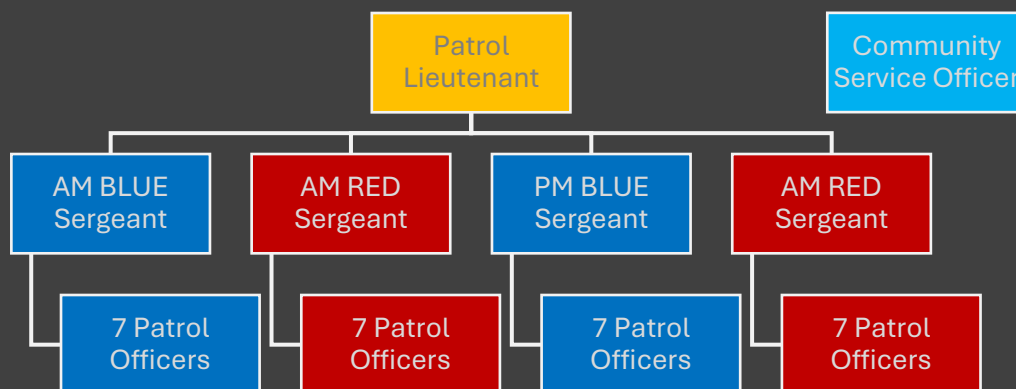 Patrol
Lieutenant
Community
Service Officer
AM BLUE
Sergeant
AM RED
Sergeant
PM BLUE
Sergeant
AM RED
Sergeant
7 Patrol
Officers
7 Patrol
Officers
7 Patrol
Officers
7 Patrol
Officers